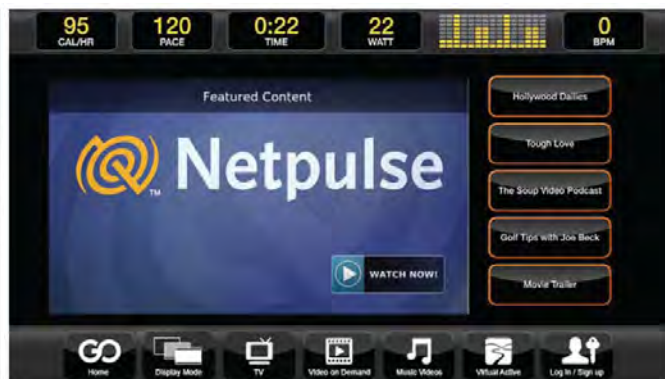 95
CAL/HR
120
PACE
0:22
TIME
22
WATT
0
BPM
Featured Content
Netpulse
TM
WATCH NOW!
Hollywood Dailies
Tough Love
The Soup Video Podcast
Golf Tips with Joe Beck
Movie Trailer
GO
Home
Display Mode
TV
Video on Demand
Music Videos
Virtual Active
Log In / Sign up